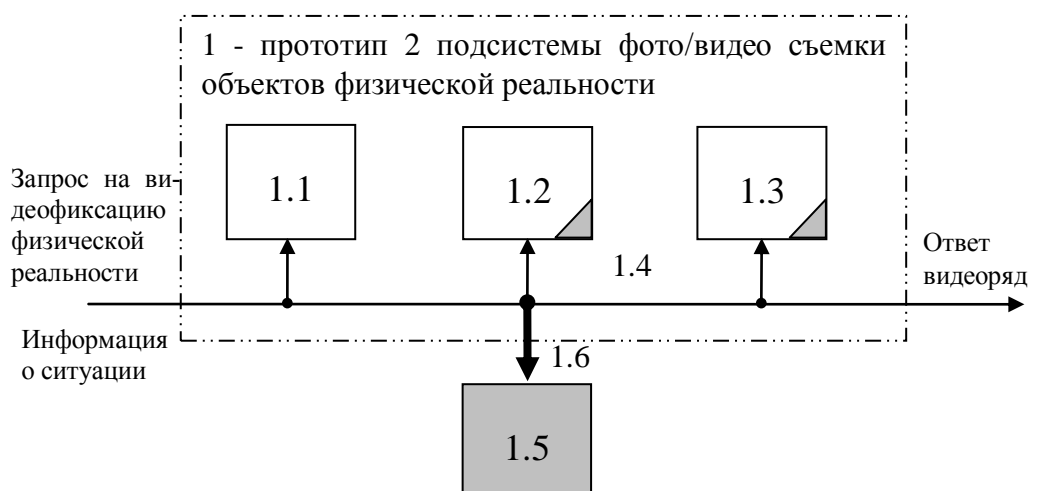 1 - прототип 2 подсистемы фото/видео съемки
объектов физической реальности
1.1
1.2
1.3
Запрос на ви-
деофиксацию
физической
реальности
1.4
Ответ
видеоряд
Информация
о ситуации
1.6
1.5